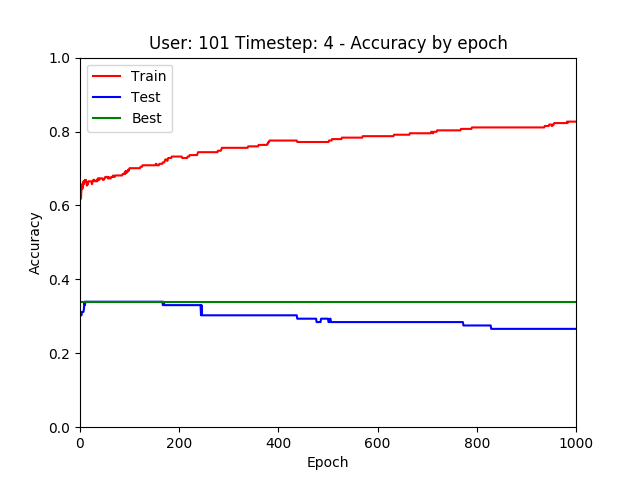 User: 101 Timestep: 4 - Accuracy by epoch
Train
Test
Best
Accuracy
1.0
0.8
0.6
0.4
0.2
0.0
0 200 400 600 800 1000
Epoch